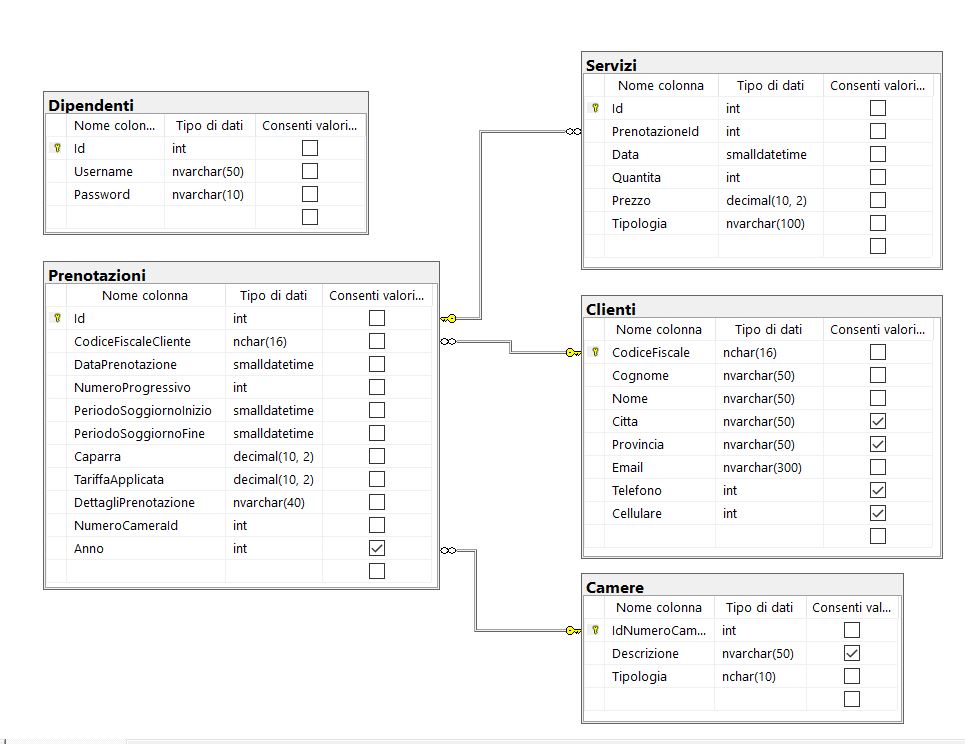 Dipendenti
Nome colon... Tipo di dati Consenti valori...
Id int
Username nvarchar(50)
Password nvarchar(10)
Prenotazioni
Nome colonna Tipo di dati Consenti valori...
Id int
CodiceFiscaleCliente nchar(16)
DataPrenotazione smalldatetime
NumeroProgressivo int
PeriodoSoggiornoInizio smalldatetime
PeriodoSoggiornoFine smalldatetime
Caparra decimal(10, 2)
TariffaApplicata decimal(10, 2)
DettagliPrenotazione nvarchar(40)
NumeroCameraId int
Anno int
Servizi
Nome colonna Tipo di dati Consenti valori...
Id int
PrenotazioneId int
Data smalldatetime
Quantita int
Prezzo decimal(10, 2)
Tipologia nvarchar(100)
Clienti
Nome colonna Tipo di dati Consenti valori...
CodiceFiscale nchar(16)
Cognome nvarchar(50)
Nome nvarchar(50)
Citta nvarchar(50)
Provincia nvarchar(50)
Email nvarchar(300)
Telefono int
Cellulare int
Camere
Nome colonna Tipo di dati Consenti val...
IdNumeroCam... int
Descrizione nvarchar(50)
Tipologia nchar(10)